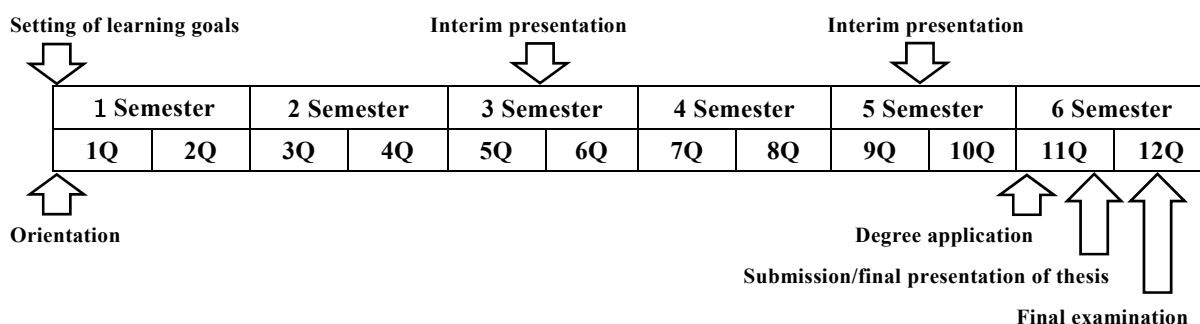 Setting of learning goals Interim presentation Interim presentation
1 Semester 2 Semester 3 Semester 4 Semester 5 Semester 6 Semester
1Q 2Q 3Q 4Q 5Q 6Q 7Q 8Q 9Q 10Q 11Q 12Q
Orientation Degree application
Submission/final presentation of thesis
Final examination